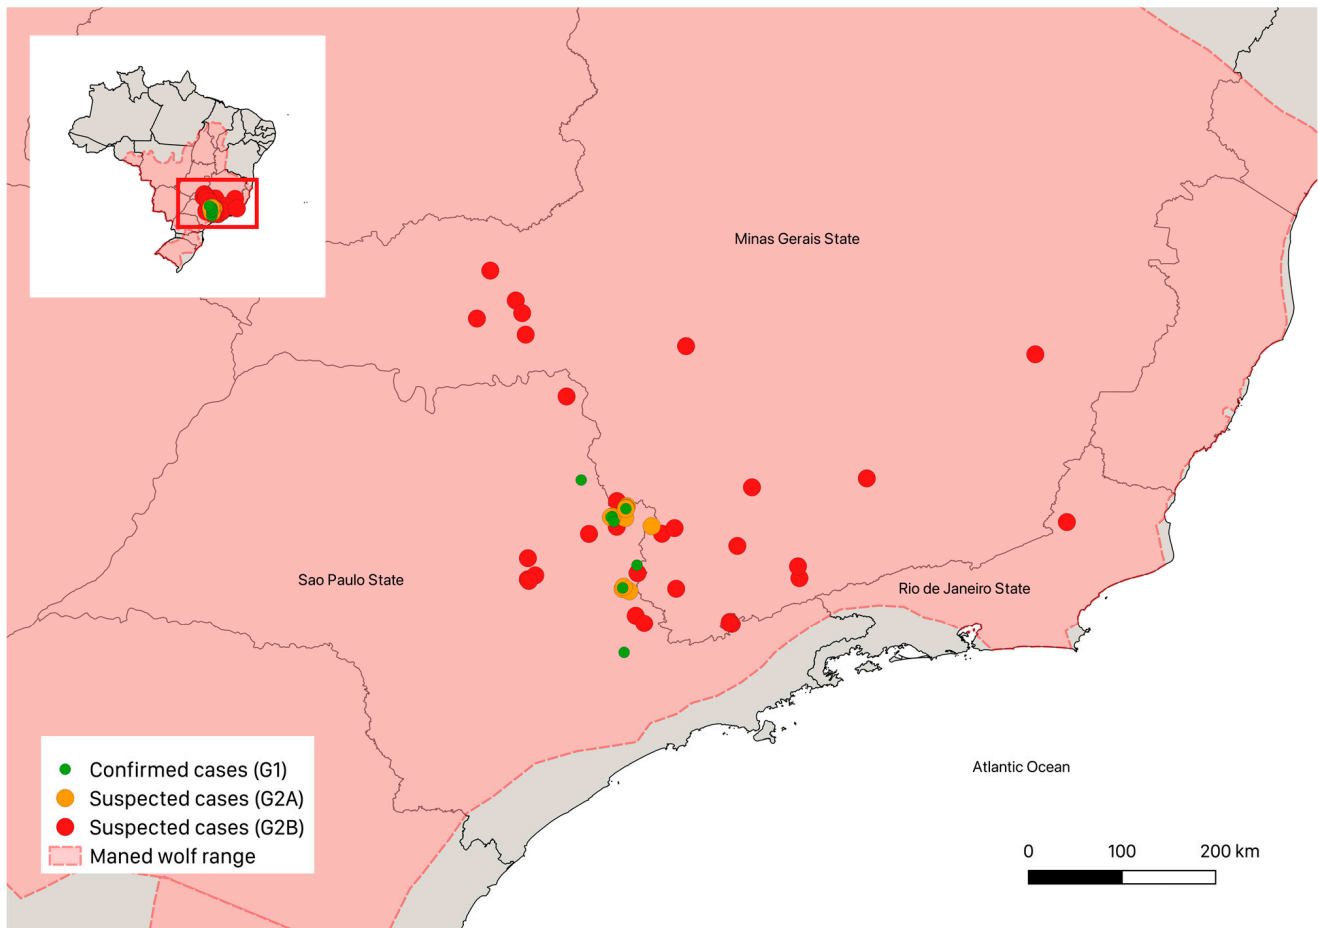 Minas Gerais State
Sao Paulo State
Rio de Janeiro State
Atlantic Ocean
Confirmed cases (G1)
Suspected cases (G2A)
Suspected cases (G2B)
Maned wolf range
0 100 200 km